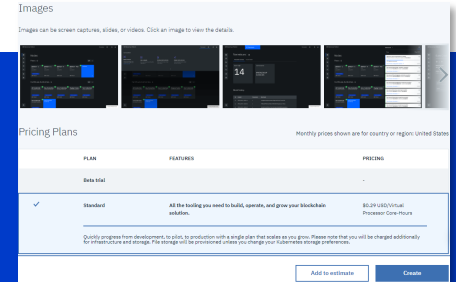 Images
Images can be screen captures, slides, or videos. Click an image to view the details.
14
Pricing Plans
Monthly prices shown are for country or region: United States
PLAN FEATURES PRICING
Beta trial -
Standard All the tooling you need to build, operate, and grow your blockchain solution. $0.29 USD/Virtual Processor Core-Hours
Quickly progress from development, to pilot, to production with a single plan that scales as you grow. Please note that you will be charged additionally
for infrastructure and storage. File storage will be provisioned unless you change your Kubernetes storage preferences.
Add to estimate Create